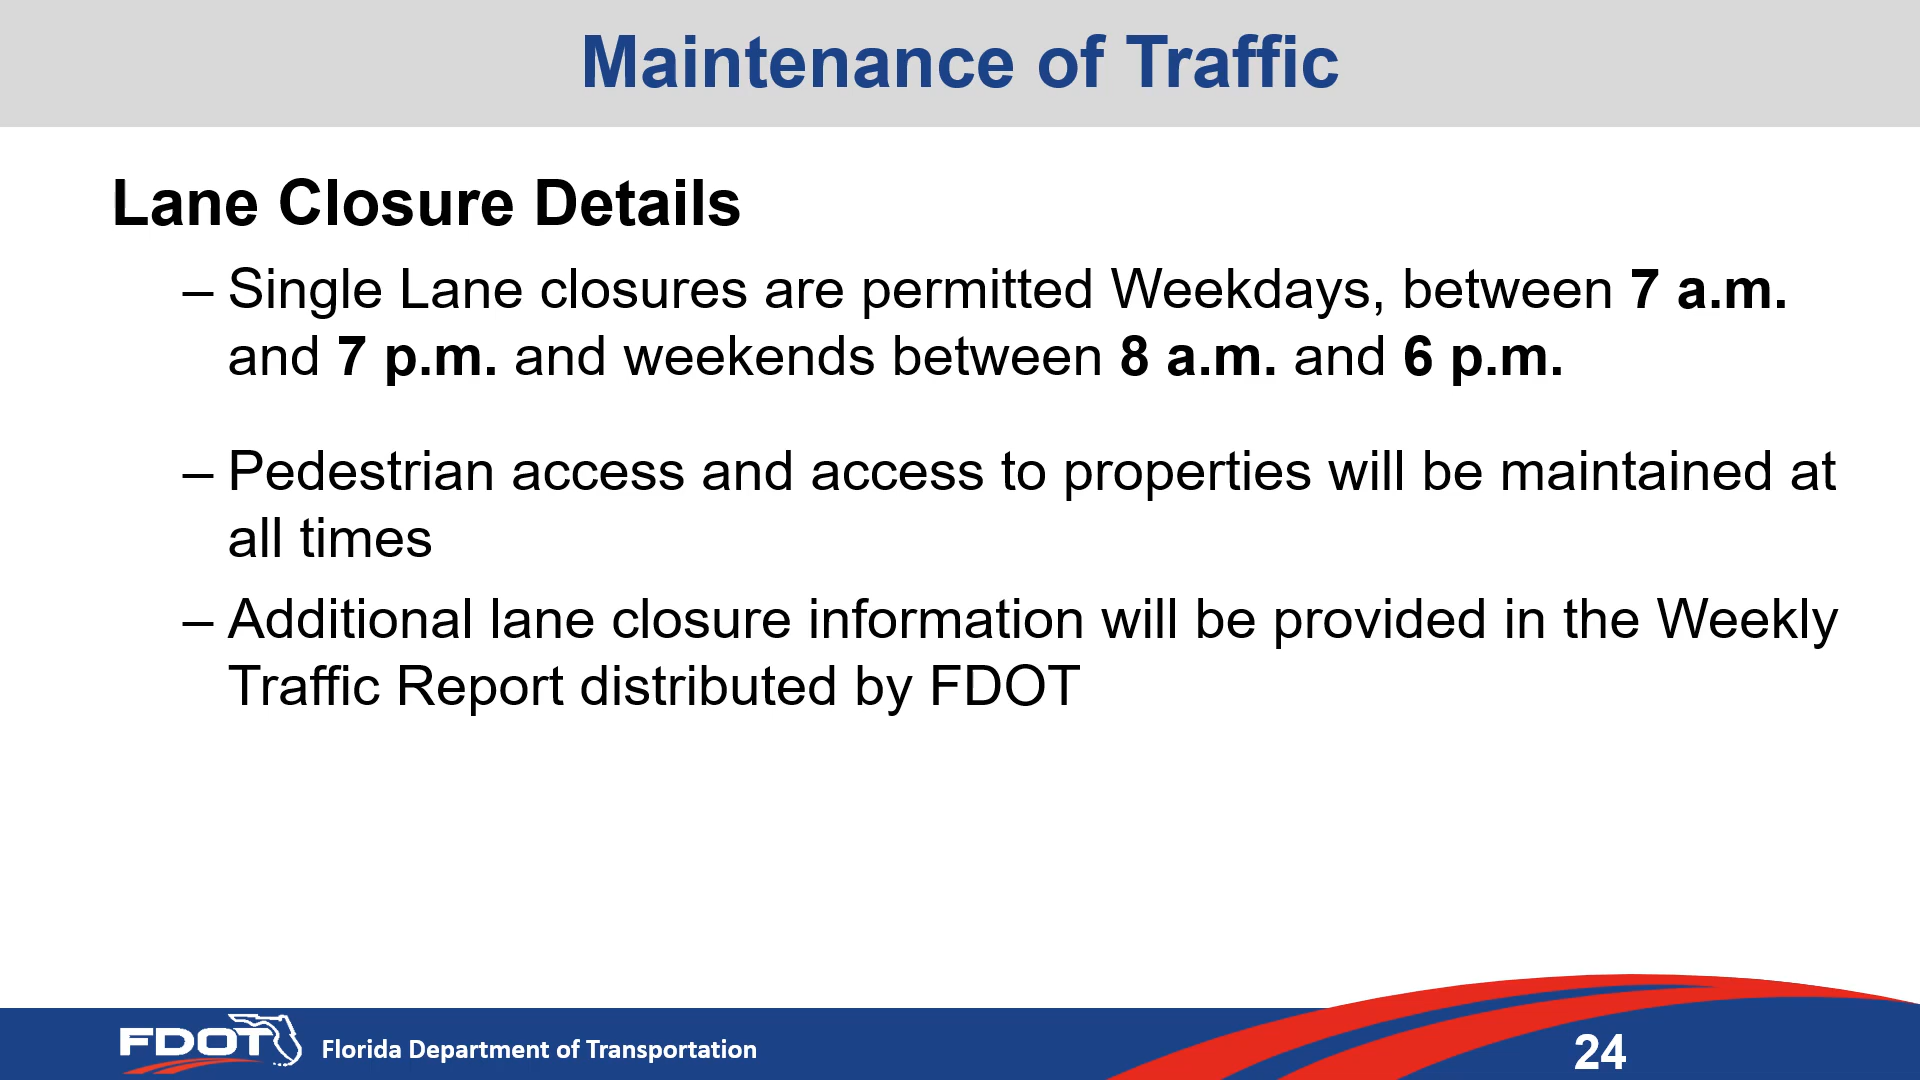 Maintenance of Traffic
Lane Closure Details
– Single Lane closures are permitted Weekdays, between 7 a.m.
and 7 p.m. and weekends between 8 a.m. and 6 p.m.
– Pedestrian access and access to properties will be maintained at
all times
– Additional lane closure information will be provided in the Weekly
Traffic Report distributed by FDOT
FDOT
Florida Department of Transportation
24